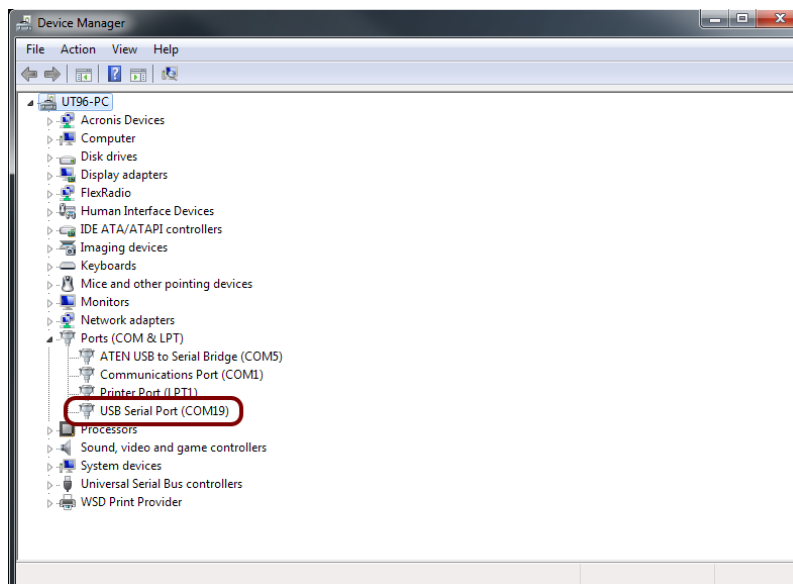 Device Manager
File Action View Help
UT96-PC
Acronis Devices
Computer
Disk drives
Display adapters
FlexRadio
Human Interface Devices
IDE ATA/ATAPI controllers
Imaging devices
Keyboards
Mice and other pointing devices
Monitors
Network adapters
Ports (COM & LPT)
ATEN USB to Serial Bridge (COM5)
Communications Port (COM1)
Printer Port (LPT1)
USB Serial Port (COM19)
Processors
Sound, video and game controllers
System devices
Universal Serial Bus controllers
WSD Print Provider